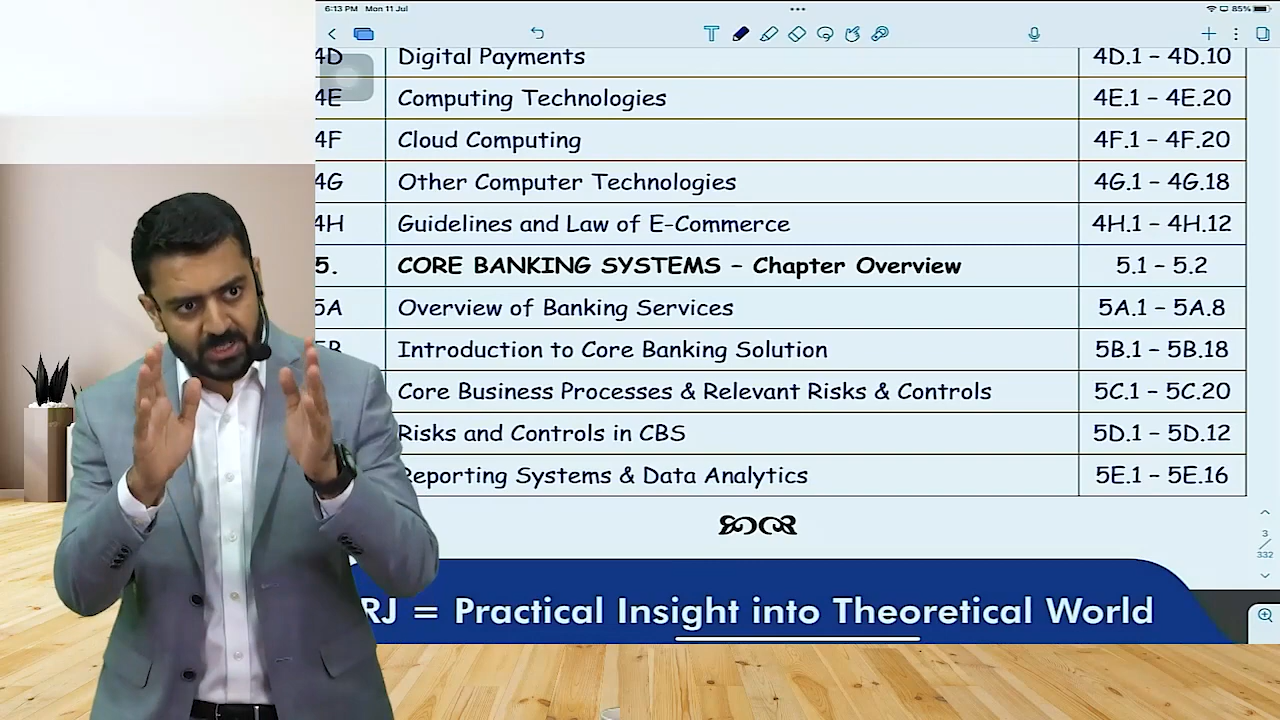 6:13 PM Mon 11 Jul
85%
4D Digital Payments 4D.1 – 4D.10
4E Computing Technologies 4E.1 – 4E.20
4F Cloud Computing 4F.1 – 4F.20
4G Other Computer Technologies 4G.1 – 4G.18
4H Guidelines and Law of E-Commerce 4H.1 – 4H.12
5. CORE BANKING SYSTEMS – Chapter Overview 5.1 – 5.2
5A Overview of Banking Services 5A.1 – 5A.8
5B Introduction to Core Banking Solution 5B.1 – 5B.18
Core Business Processes & Relevant Risks & Controls 5C.1 – 5C.20
Risks and Controls in CBS 5D.1 – 5D.12
Reporting Systems & Data Analytics 5E.1 – 5E.16
3
/
332
RJ = Practical Insight into Theoretical World